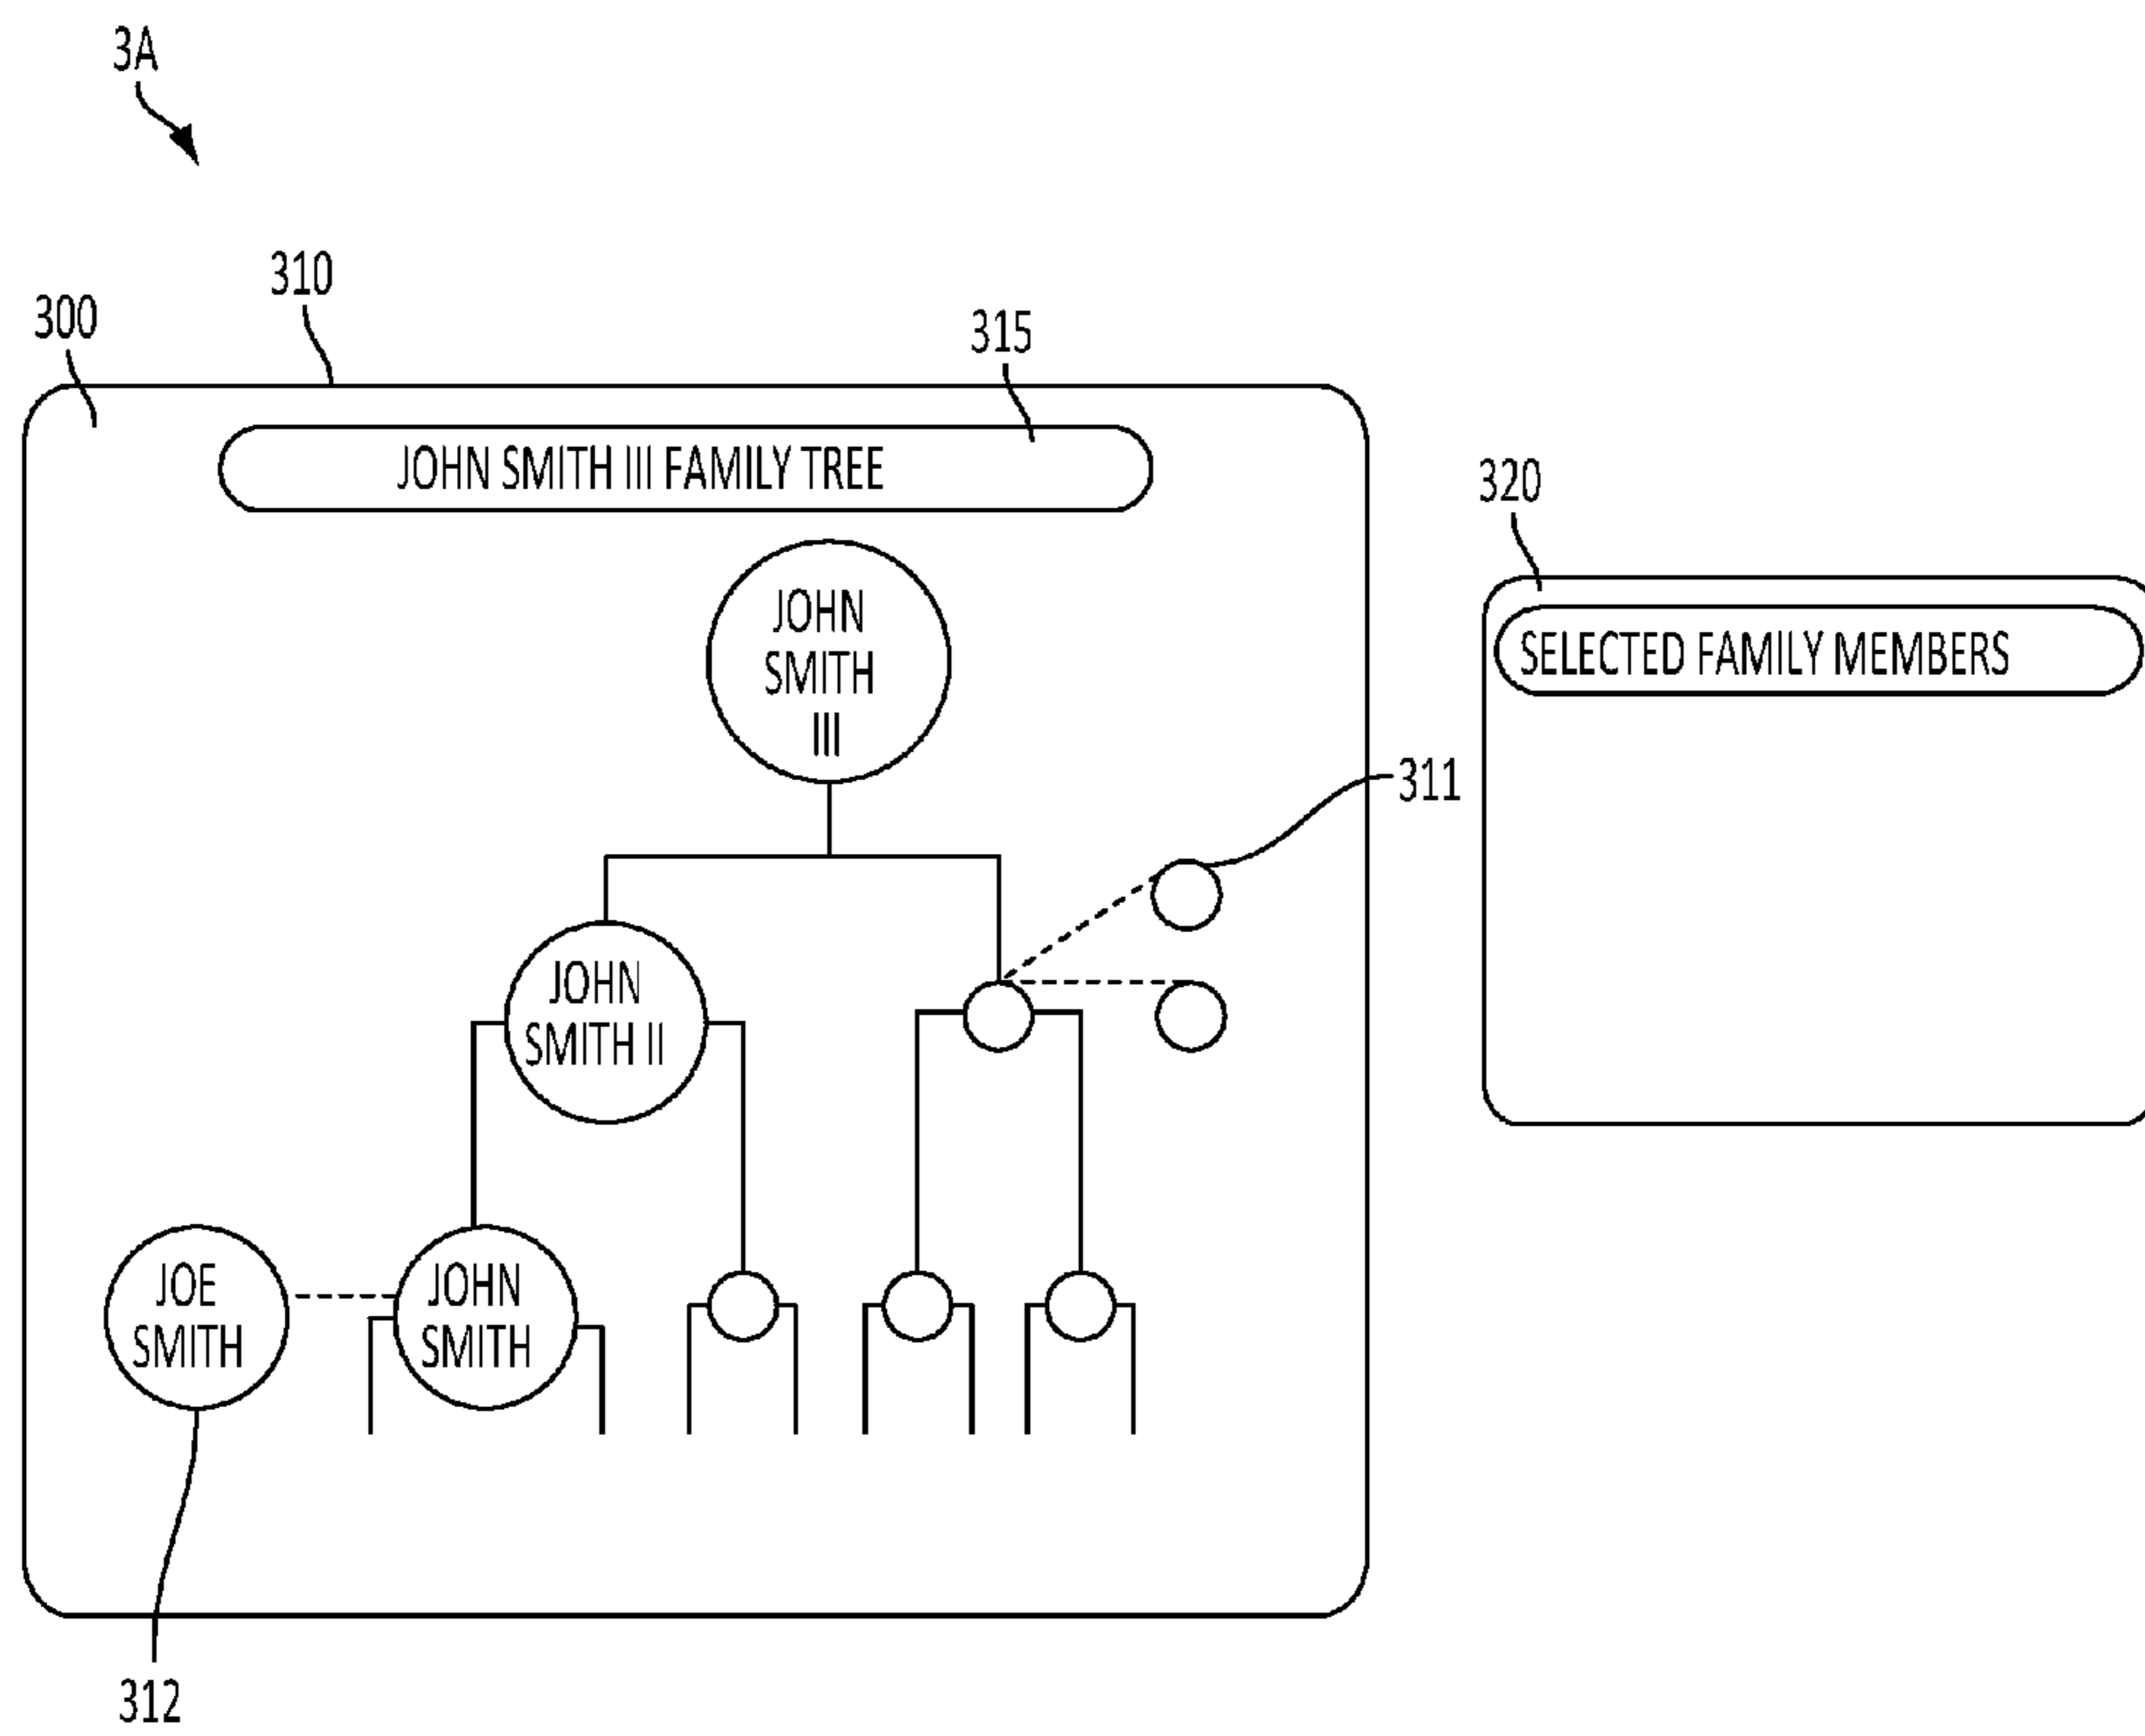 3A
310
300
315
JOHN SMITH III FAMILY TREE
320
SELECTED FAMILY MEMBERS
JOHN
SMITH
III
311
JOHN
SMITH II
JOE
SMITH
JOHN
SMITH
312